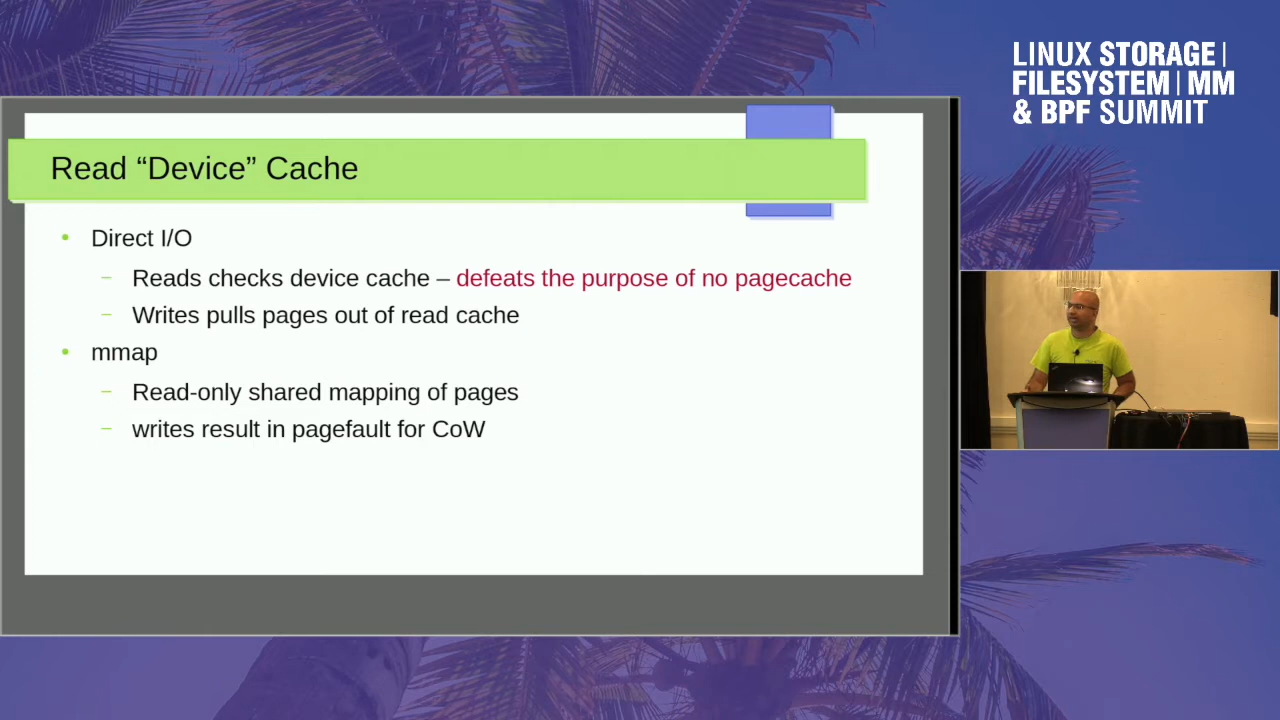 LINUX STORAGE |
FILESYSTEM | MM
& BPF SUMMIT
Read “Device” Cache
• Direct I/O
– Reads checks device cache – defeats the purpose of no pagecache
– Writes pulls pages out of read cache
• mmap
– Read-only shared mapping of pages
– writes result in pagefault for CoW